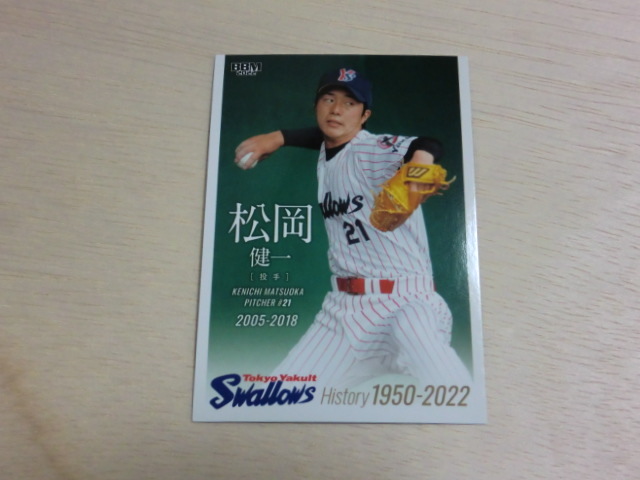 BBM
2022
松岡
健一
[投手]
KENICHI MATSUOKA
PITCHER #21
2005-2018
Swallows
21
Tokyo Yakult
Swallows History 1950-2022